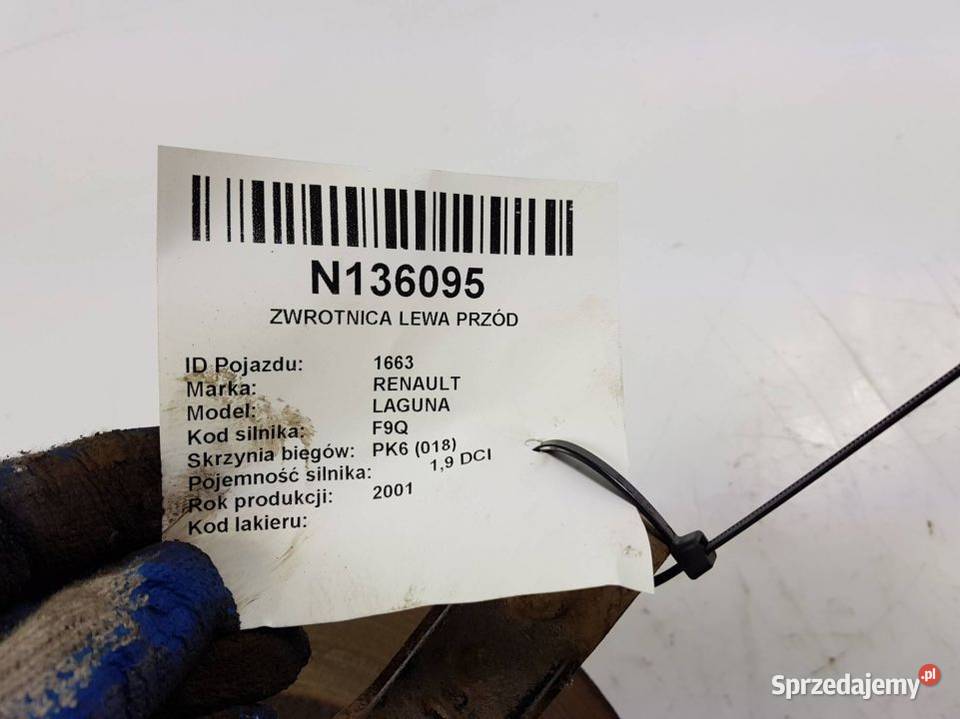 N136095
ZWROTNICA LEWA PRZÓD
ID Pojazdu: 1663
Marka: RENAULT
Model: LAGUNA
Kod silnika: F9Q
Skrzynia biegów: PK6 (018)
Pojemność silnika: 1,9 DCI
Rok produkcji: 2001
Kod lakieru:
Sprzedajemy.pl